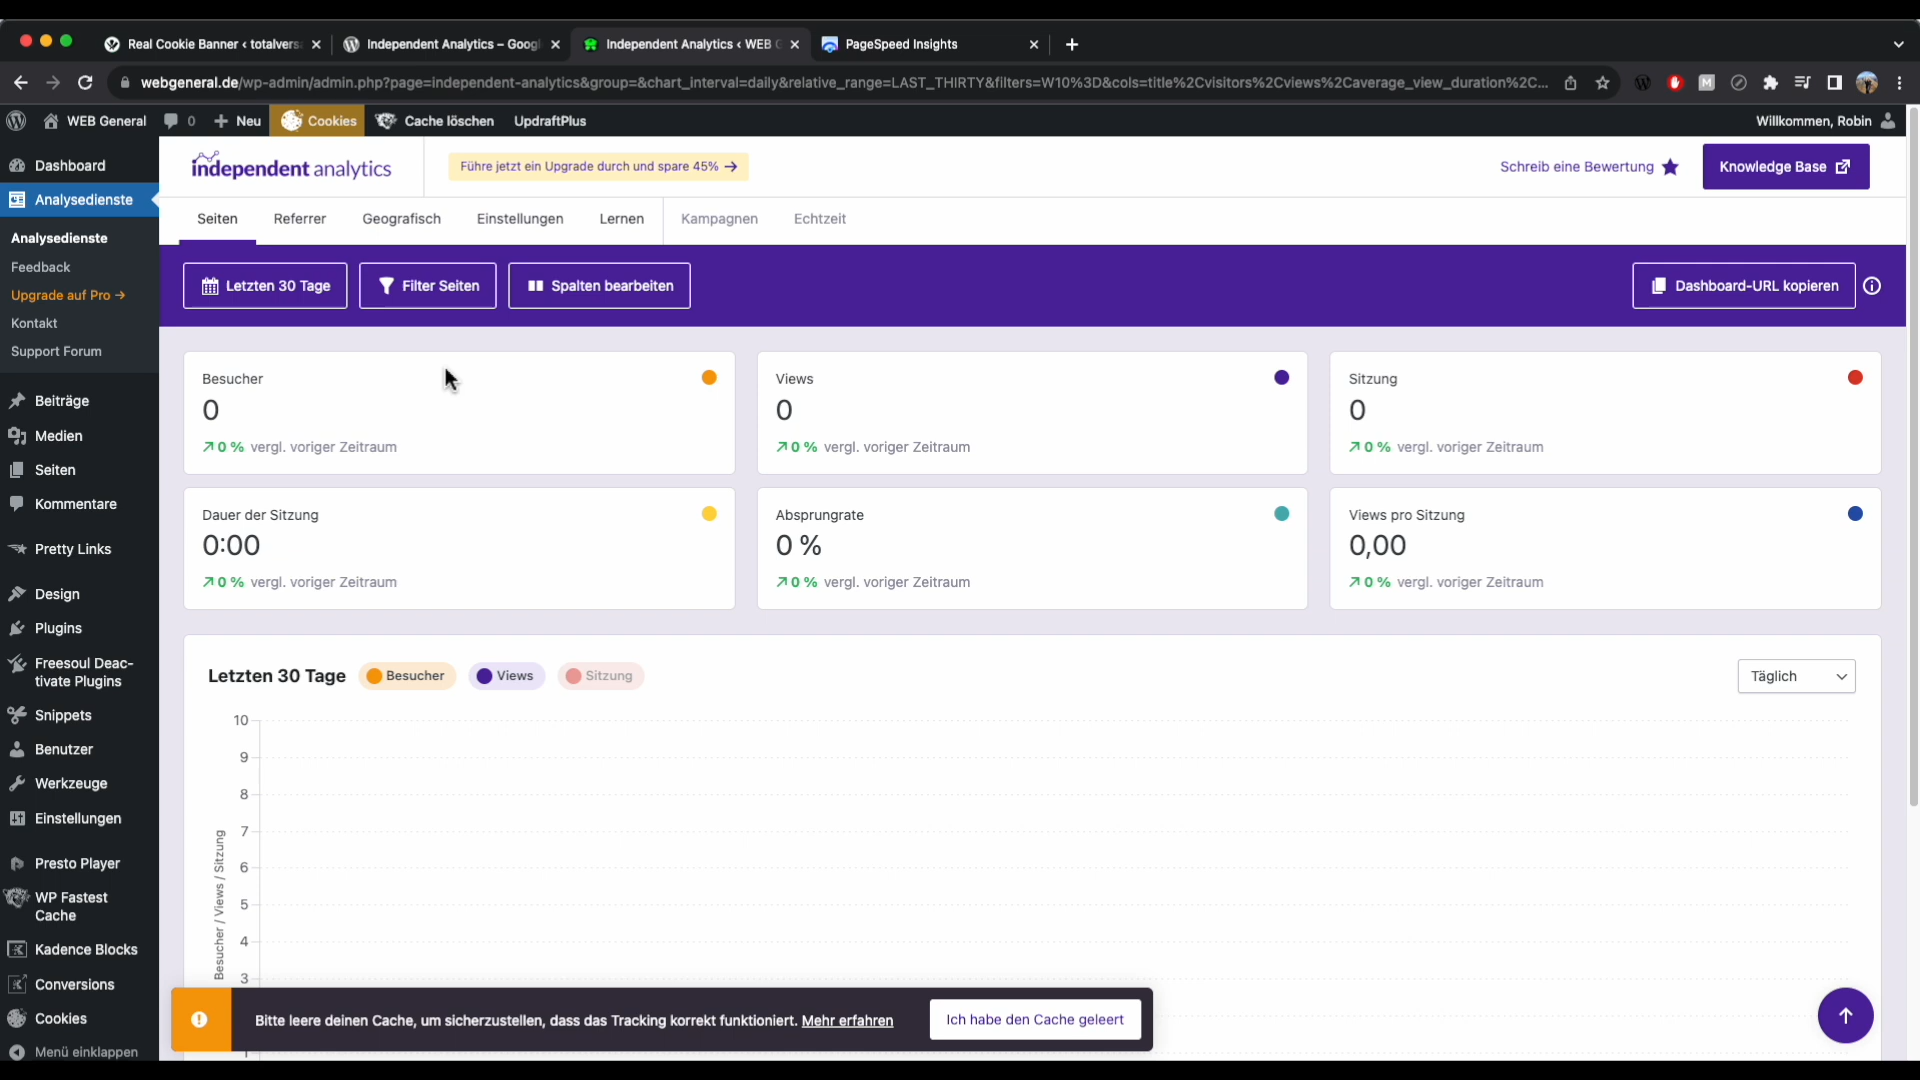 Real Cookie Banner ‹ totalvers
Independent Analytics – Googl
Independent Analytics ‹ WEB G
PageSpeed Insights
webgeneral.de/wp-admin/admin.php?page=independent-analytics&group=&chart_interval=daily&relative_range=LAST_THIRTY&filters=W10%3D&cols=title%2Cvisitors%2Cviews%2Caverage_view_duration%2C...
WEB General
0
Neu
Cookies
Cache löschen
UpdraftPlus
Willkommen, Robin
Dashboard
Analysedienste
Analysedienste
Feedback
Upgrade auf Pro →
Kontakt
Support Forum
Beiträge
Medien
Seiten
Kommentare
Pretty Links
Design
Plugins
Freesoul Deac-
tivate Plugins
Snippets
Benutzer
Werkzeuge
Einstellungen
Presto Player
WP Fastest
Cache
Kadence Blocks
Conversions
Cookies
Menü einklappen
independent analytics
Führe jetzt ein Upgrade durch und spare 45% →
Schreib eine Bewertung
Knowledge Base
Seiten
Referrer
Geografisch
Einstellungen
Lernen
Kampagnen
Echtzeit
Letzten 30 Tage
Filter Seiten
Spalten bearbeiten
Dashboard-URL kopieren
Besucher
0
0 % vergl. voriger Zeitraum
Views
0
0 % vergl. voriger Zeitraum
Sitzung
0
0 % vergl. voriger Zeitraum
Dauer der Sitzung
0:00
0 % vergl. voriger Zeitraum
Absprungrate
0 %
0 % vergl. voriger Zeitraum
Views pro Sitzung
0,00
0 % vergl. voriger Zeitraum
Letzten 30 Tage
Besucher
Views
Sitzung
Täglich
10
9
8
7
6
5
4
3
Besucher / Views / Sitzung
Bitte leere deinen Cache, um sicherzustellen, dass das Tracking korrekt funktioniert. Mehr erfahren
Ich habe den Cache geleert